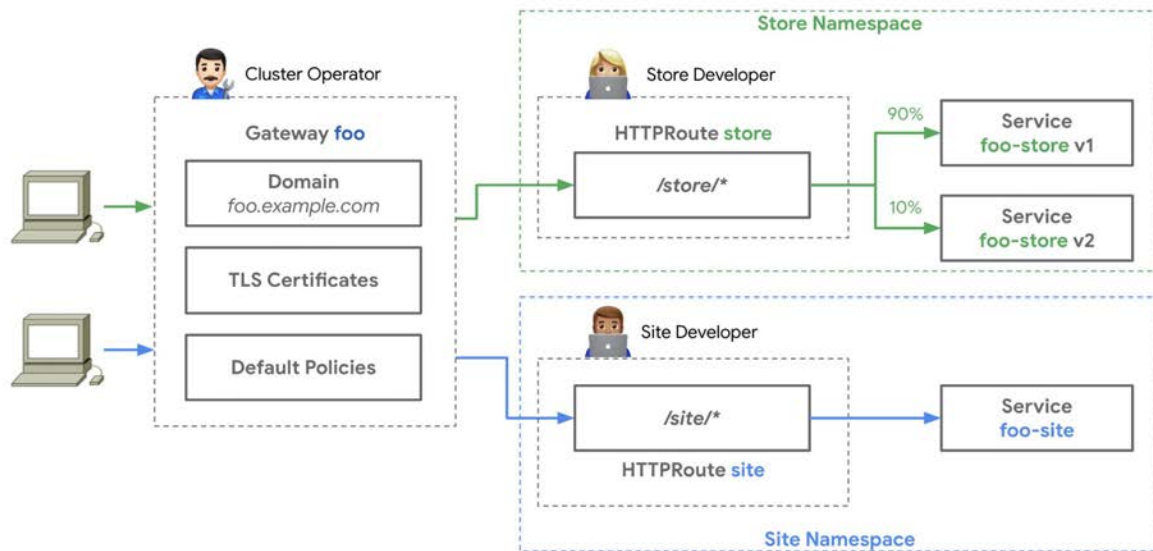 Store Namespace
Cluster Operator
Store Developer
Gateway foo
HTTPRoute store
Domain
foo.example.com
TLS Certificates
Default Policies
/store/*
90%
10%
Service
foo-store v1
Service
foo-store v2
Site Developer
/site/*
HTTPRoute site
Service
foo-site
Site Namespace